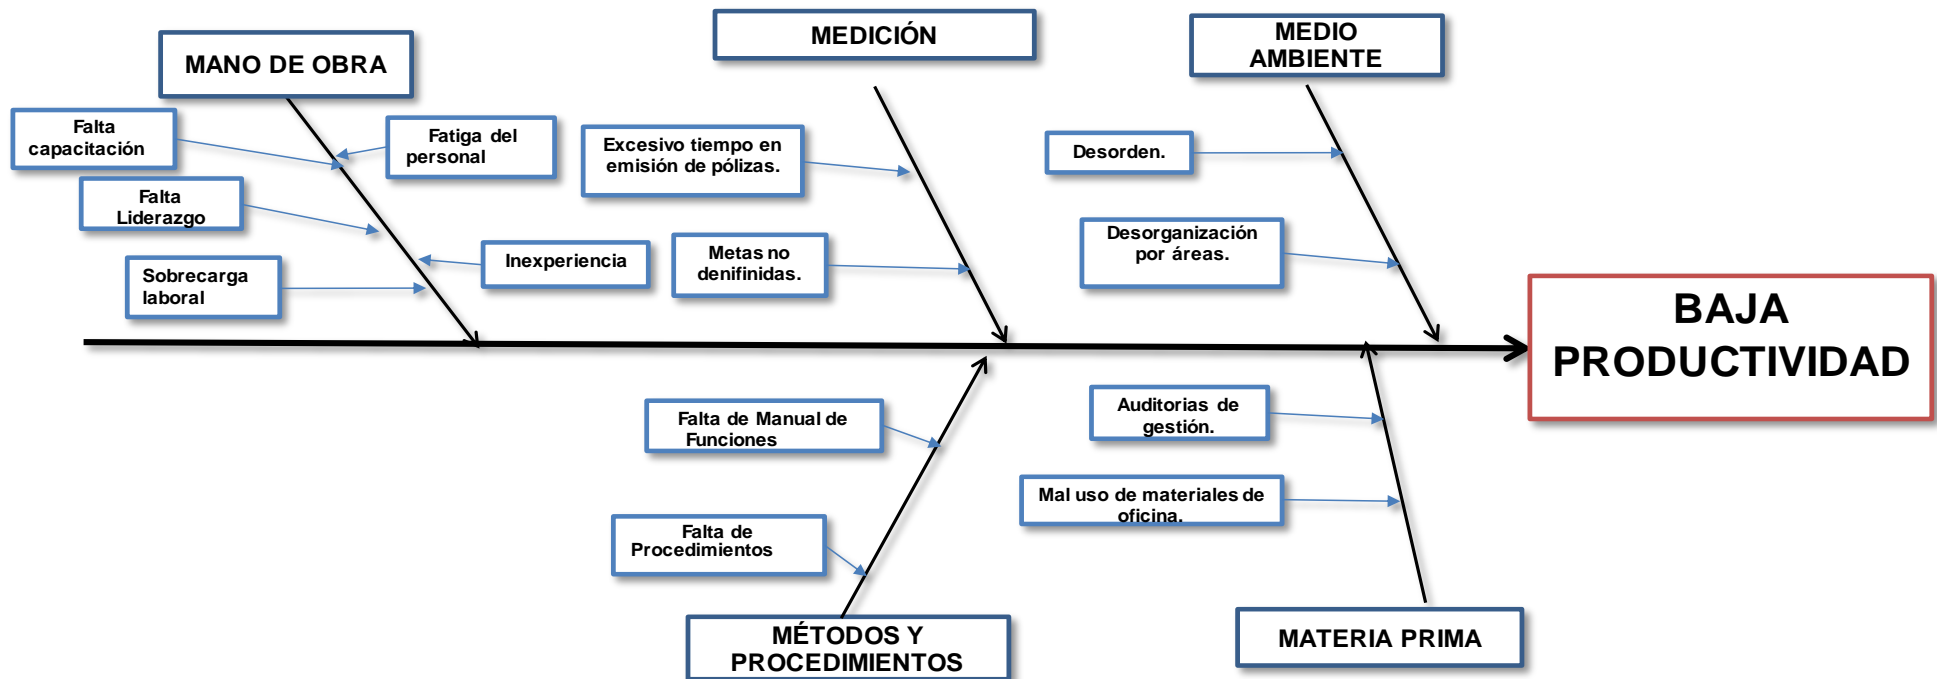 MANO DE OBRA
MEDICIÓN
MEDIO
AMBIENTE
Falta
capacitación
Fatiga del
personal
Falta
Liderazgo
Inexperiencia
Sobrecarga
laboral
Excesivo tiempo en
emisión de pólizas.
Metas no
denifinidas.
Desorden.
Desorganización
por áreas.
BAJA
PRODUCTIVIDAD
Falta de Manual de
Funciones
Falta de
Procedimientos
Auditorias de
gestión.
Mal uso de materiales de
oficina.
MÉTODOS Y
PROCEDIMIENTOS
MATERIA PRIMA